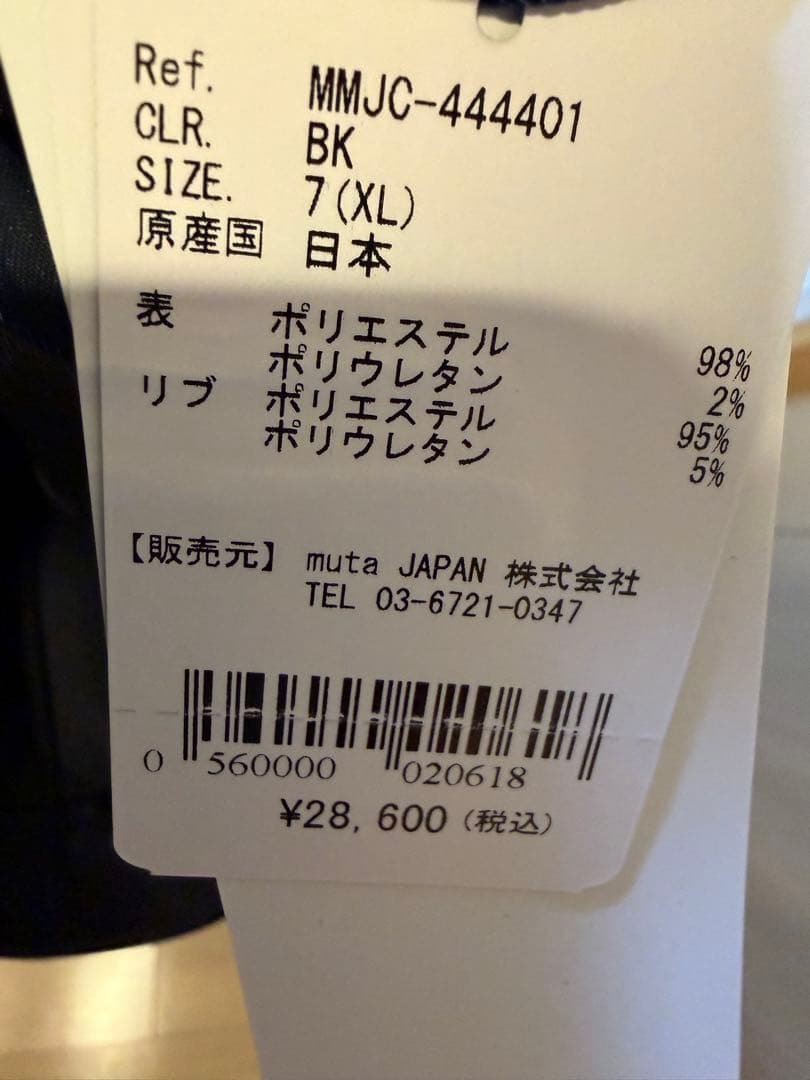 Ref. MMJC-444401
CLR. BK
SIZE. 7(XL)
原産国 日本
表 ポリエステル 98%
ポリウレタン 2%
リブ ポリエステル 95%
ポリウレタン 5%
【販売元】 muta JAPAN 株式会社
TEL 03-6721-0347
0 560000 020618
¥28,600(税込)